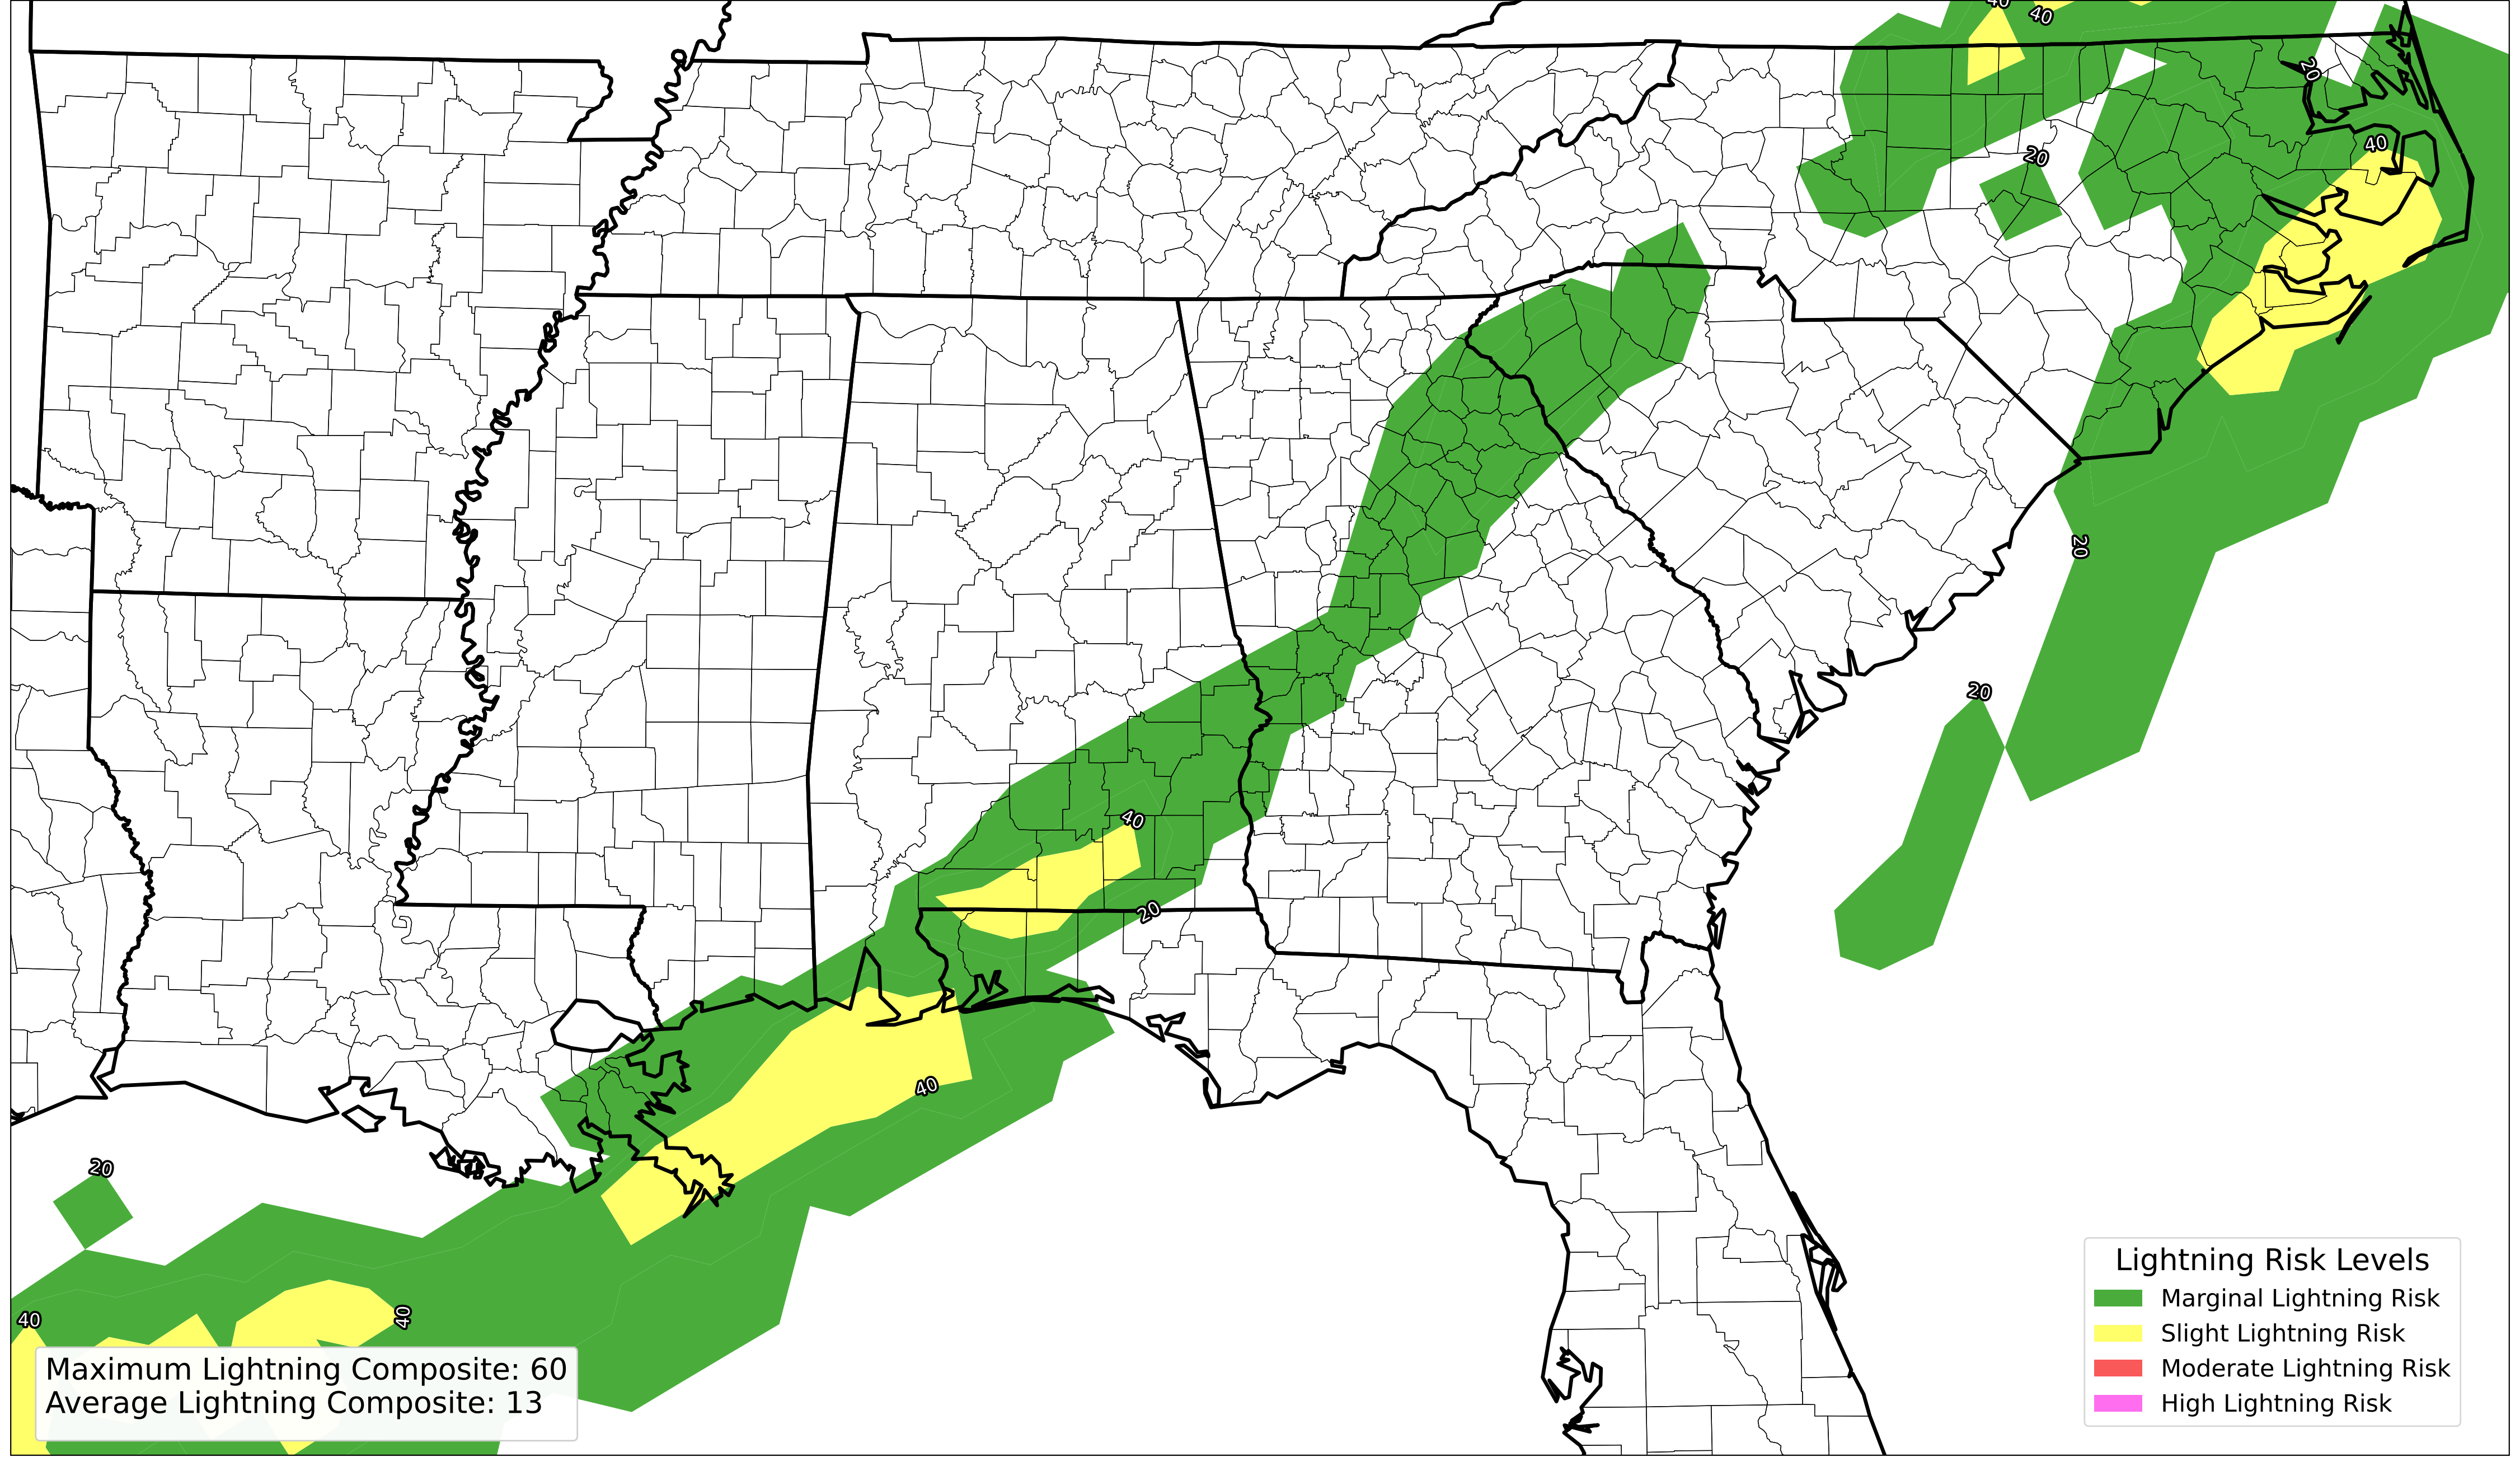 40
40
20
40
20
20
20
40
20
40
20
40
40
Lightning Risk Levels
Marginal Lightning Risk
Slight Lightning Risk
Moderate Lightning Risk
High Lightning Risk
Maximum Lightning Composite: 60
Average Lightning Composite: 13